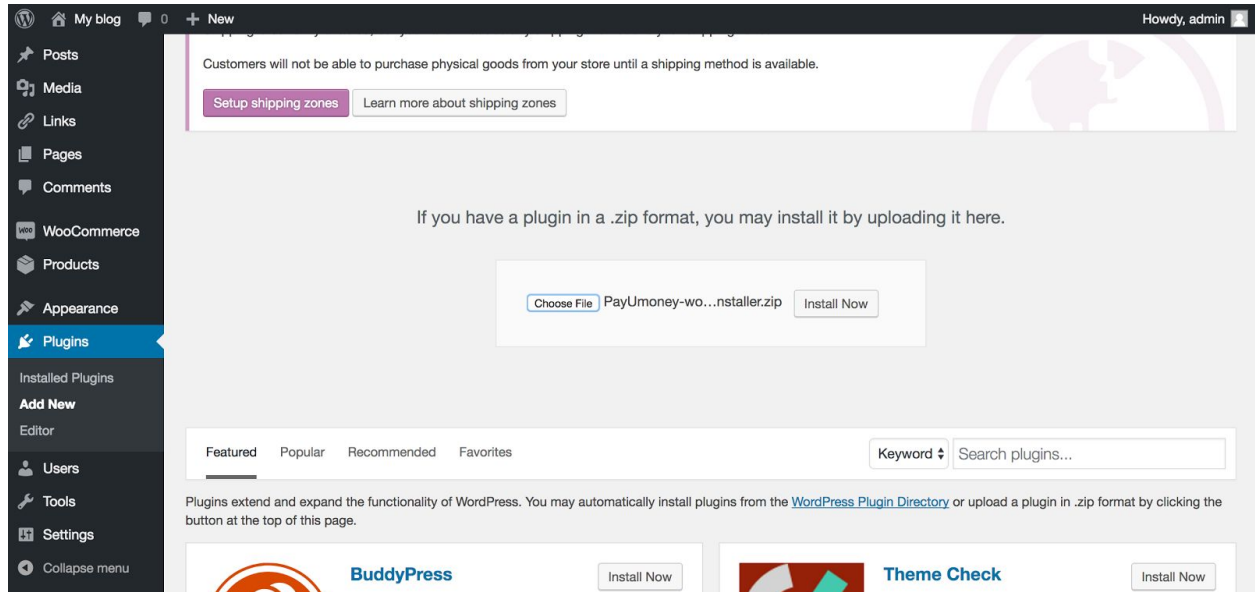 My blog 0 New Howdy, admin
Posts
Media
Links
Pages
Comments
WooCommerce
Products
Appearance
Plugins
Installed Plugins
Add New
Editor
Users
Tools
Settings
Collapse menu
Customers will not be able to purchase physical goods from your store until a shipping method is available.
Setup shipping zones Learn more about shipping zones
If you have a plugin in a .zip format, you may install it by uploading it here.
Choose File PayUmoney-wo…nstaller.zip Install Now
Featured Popular Recommended Favorites Keyword Search plugins...
Plugins extend and expand the functionality of WordPress. You may automatically install plugins from the WordPress Plugin Directory or upload a plugin in .zip format by clicking the
button at the top of this page.
BuddyPress Install Now
Theme Check Install Now